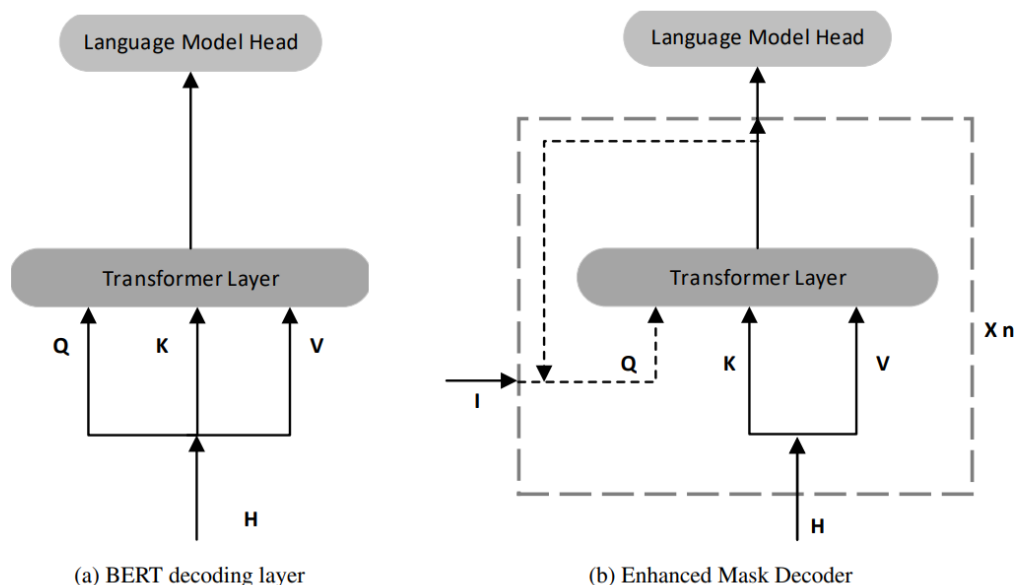 Language Model Head
Transformer Layer
Q
K
V
H
(a) BERT decoding layer
Language Model Head
Transformer Layer
Q
K
V
X n
I
H
(b) Enhanced Mask Decoder